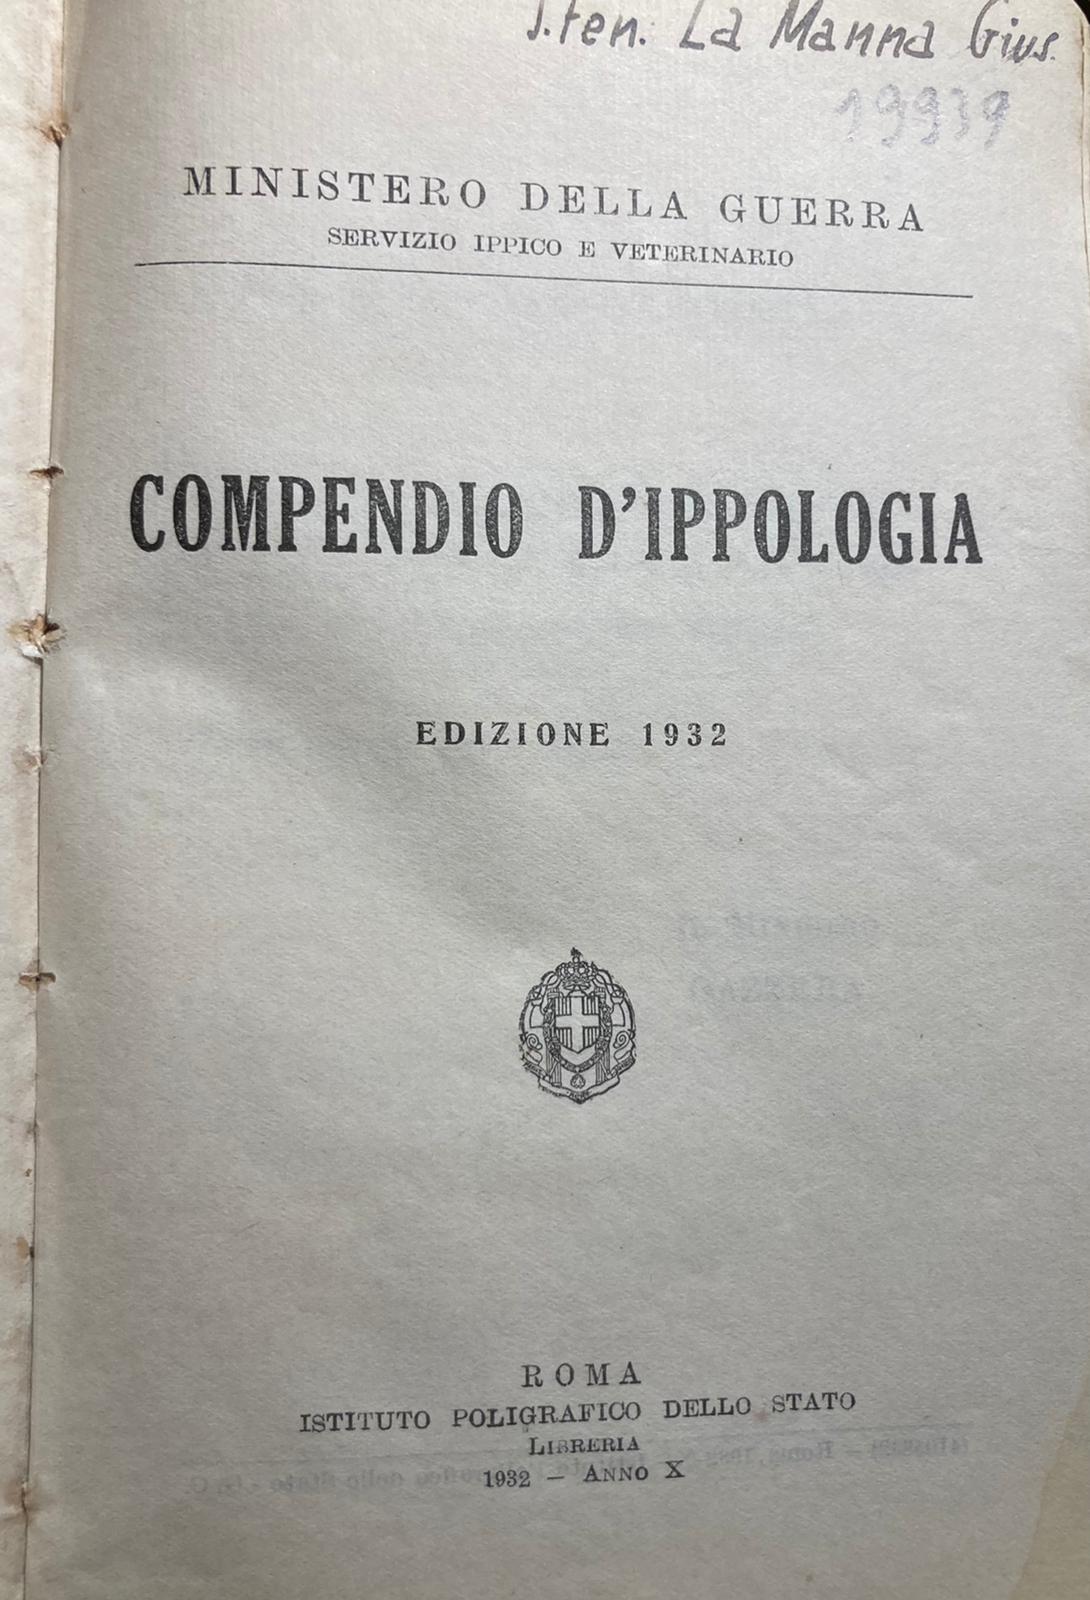 S.ten. La Manna Gius.
19939
MINISTERO DELLA GUERRA
SERVIZIO IPPICO E VETERINARIO
COMPENDIO D'IPPOLOGIA
EDIZIONE 1932
ROMA
ISTITUTO POLIGRAFICO DELLO STATO
LIBRERIA
1932 — ANNO X